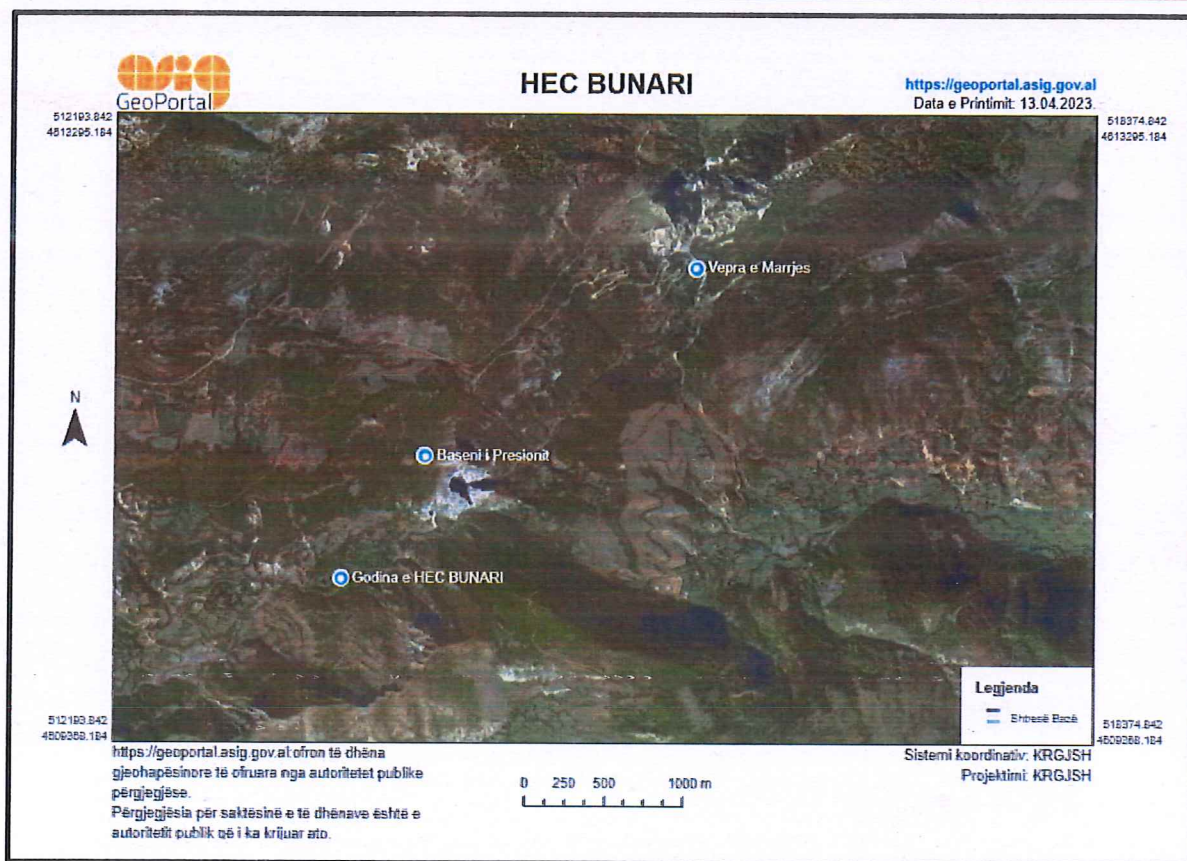 asig
GeoPortal
HEC BUNARI
https://geoportal.asig.gov.al
Data e Printimit: 13.04.2023.
512193.842
4613295.184
518374.842
4613295.184
Vepra e Marrjes
N
Baseni i Presionit
Godina e HEC BUNARI
Legjenda
Shtresë Bazë
512193.842
4609368.184
518374.842
4609368.184
https://geoportal.asig.gov.al ofron të dhëna
gjeohapësinore të ofruara nga autoritetet publike
përgjegjëse.
Përgjegjësia për saktësinë e të dhënave është e
autoritetit publik që i ka krijuar ato.
0 250 500 1000 m
Sistemi koordinativ: KRGJSH
Projektimi: KRGJSH